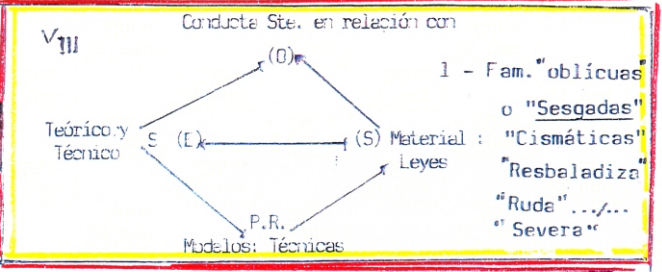 VIII
Conducta Ste. en relación con
(O)
1 - Fam."oblícuas"
o "Sesgadas"
Teórico y S (E) (S) Material : "Cismáticas"
Técnico Leyes "Resbaladiza"
"Ruda".../...
P.R. "Severa"
Modelos: Técnicas